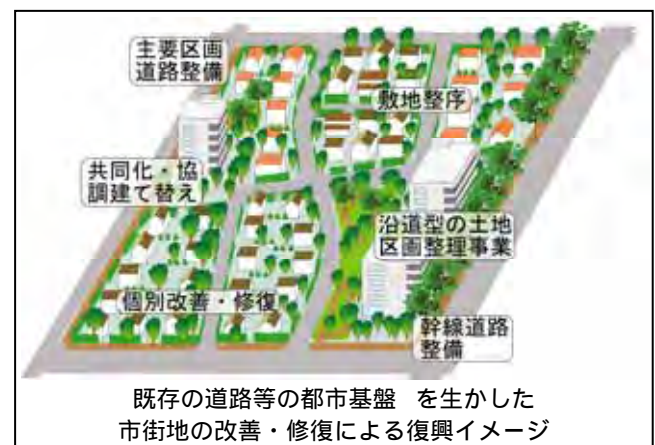 主要区画
道路整備
敷地整序
共同化・協
調建て替え
沿道型の土地
区画整理事業
個別改善・修復
幹線道路
整備
既存の道路等の都市基盤 を生かした
市街地の改善・修復による復興イメージ